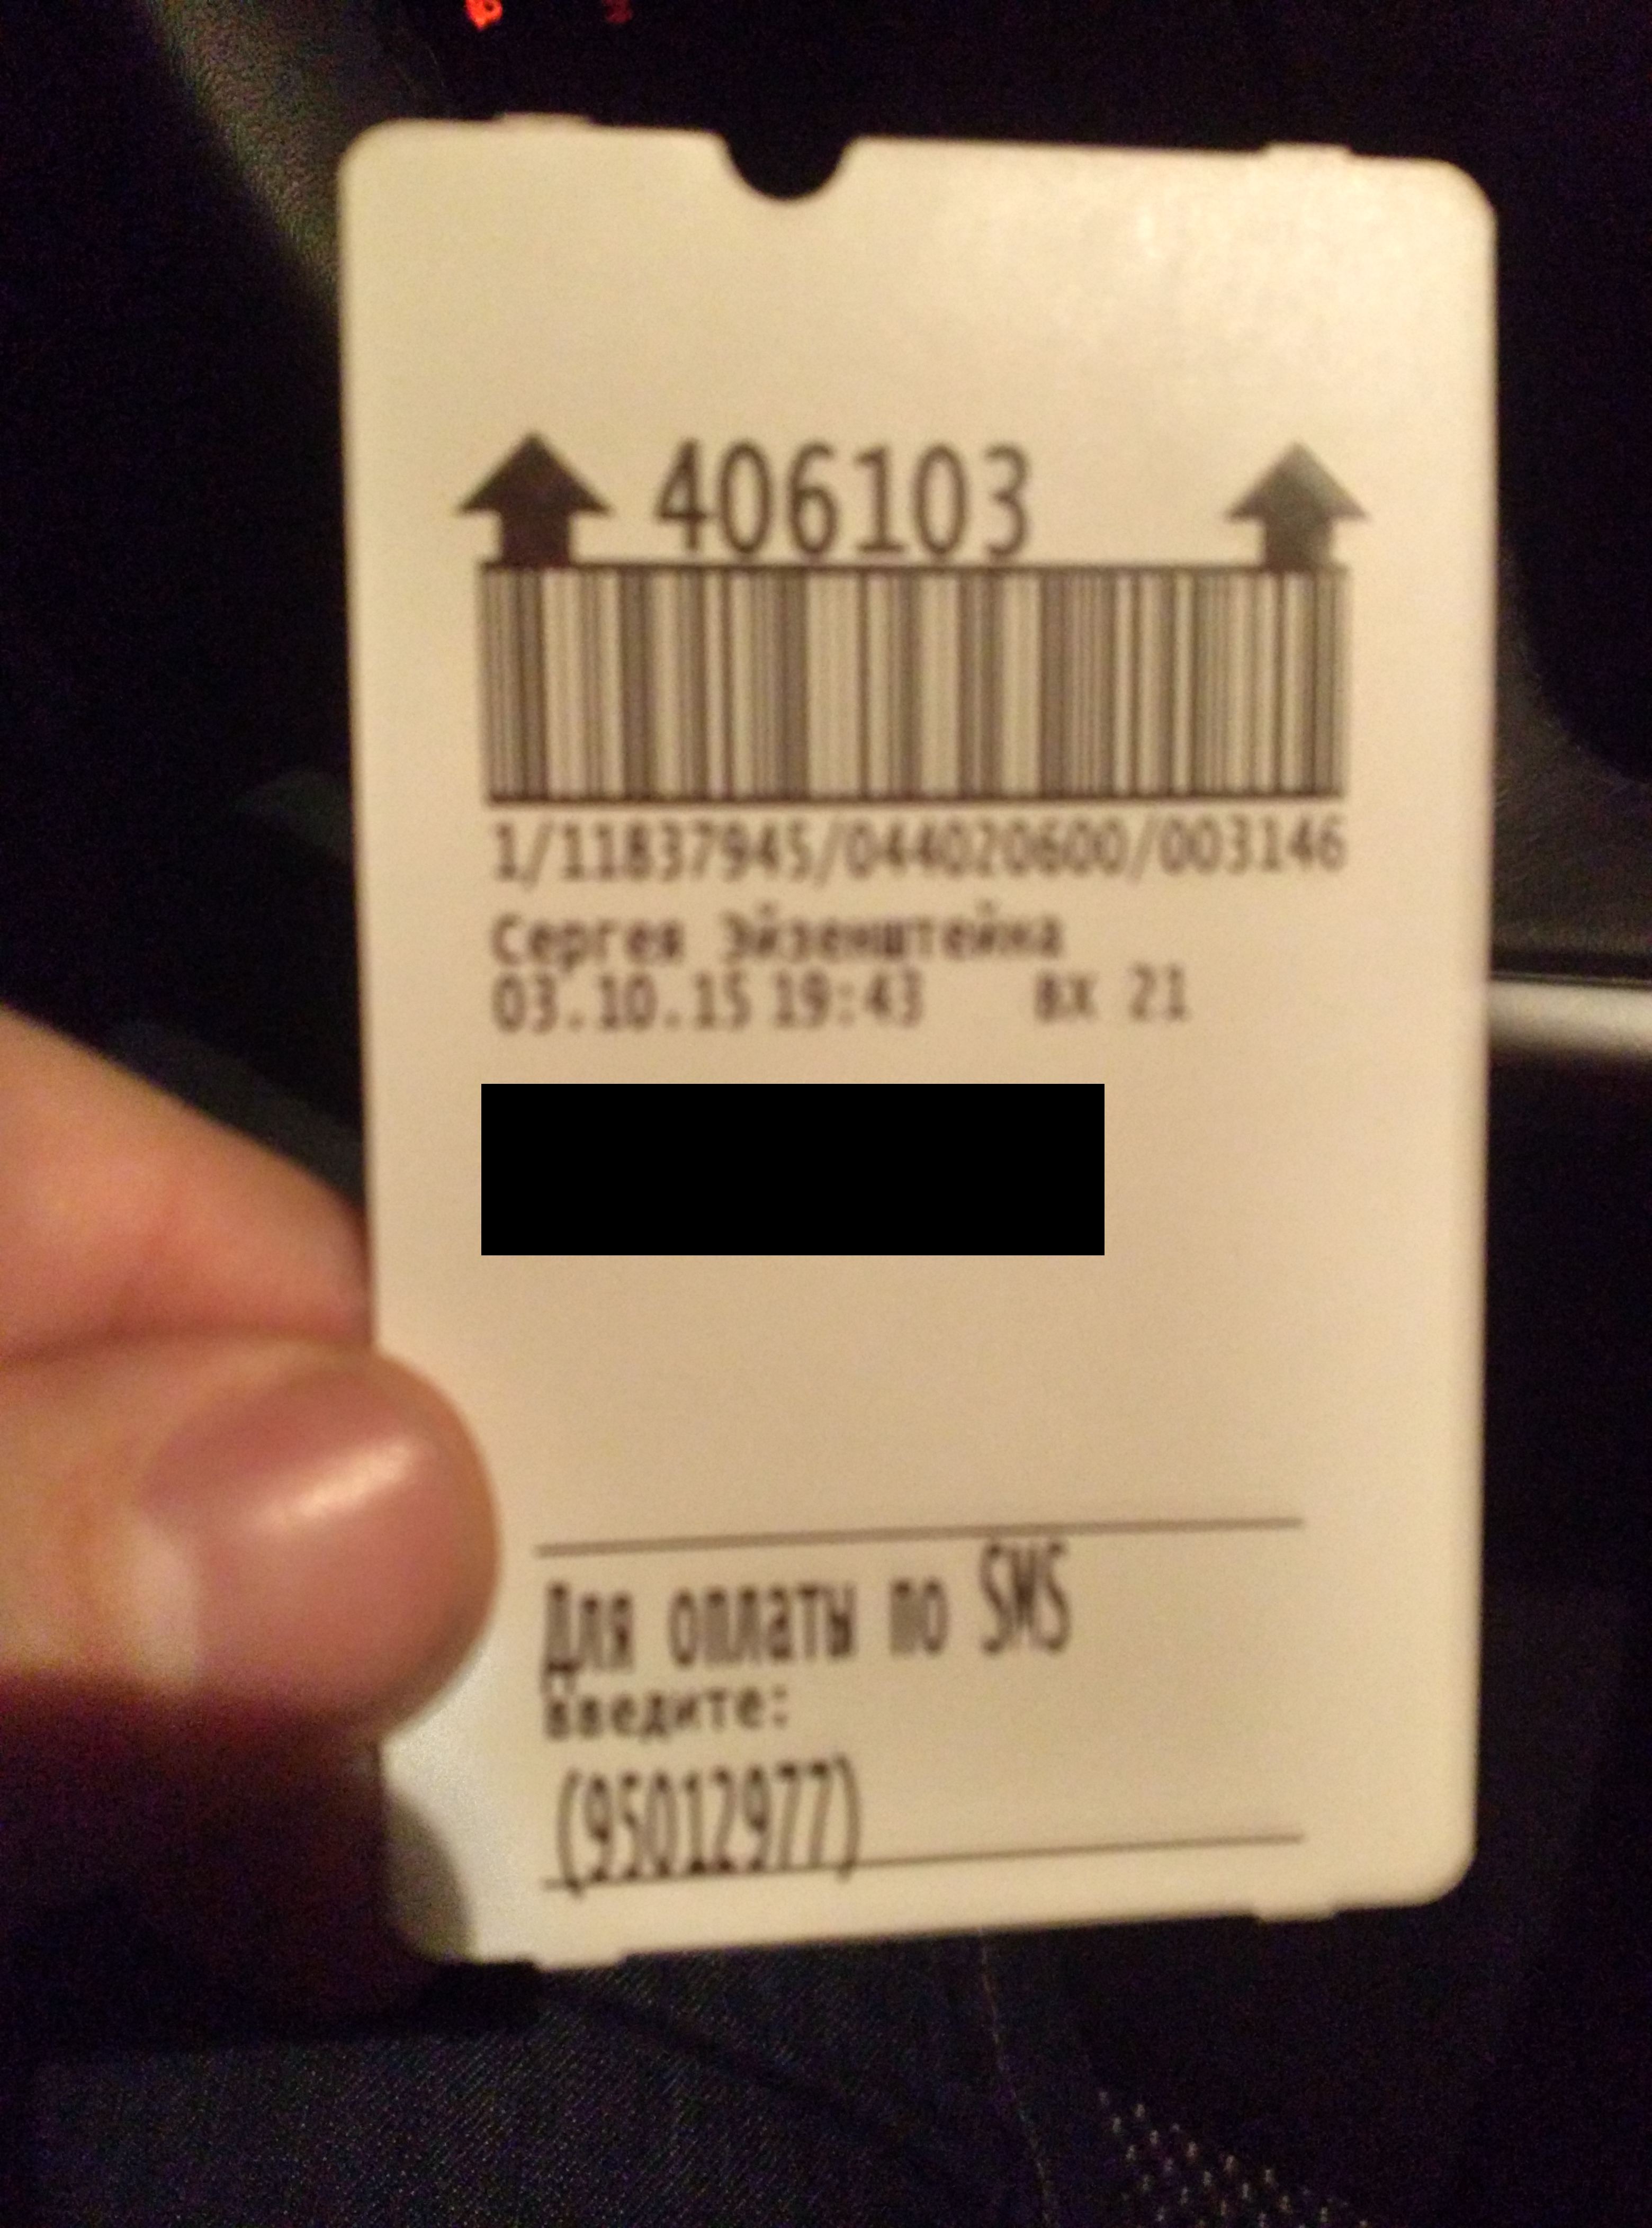 406103
1/11837945/044020600/003146
Сергея Эйзенштейна
03.10.15 19:43 вх 21
Для оплаты по SMS
Введите:
(95012977)